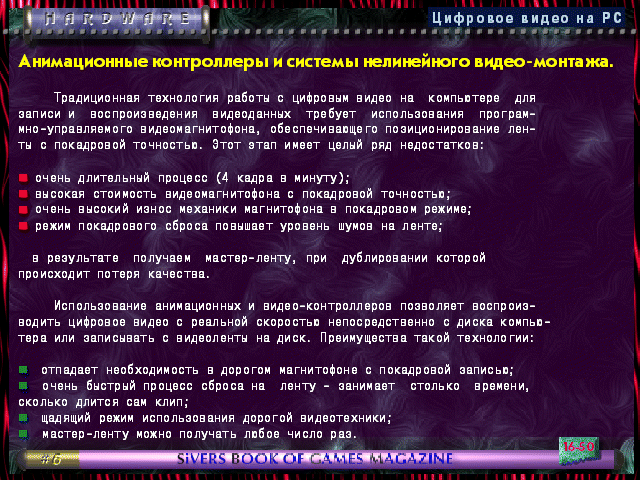 HARDWARE
Цифровое видео на PC
Анимационные контроллеры и системы нелинейного видео-монтажа.
Традиционная технология работы с цифровым видео на компьютере для
записи и воспроизведения видеоданных требует использования програм-
мно-управляемого видеомагнитофона, обеспечивающего позиционирование лен-
ты с покадровой точностью. Этот этап имеет целый ряд недостатков:
очень длительный процесс (4 кадра в минуту);
высокая стоимость видеомагнитофона с покадровой точностью;
очень высокий износ механики магнитофона в покадровом режиме;
режим покадрового сброса повышает уровень шумов на ленте;
в результате получаем мастер-ленту, при дублировании которой
происходит потеря качества.
Использование анимационных и видео-контроллеров позволяет воспроиз-
водить цифровое видео с реальной скоростью непосредственно с диска компью-
тера или записывать с видеоленты на диск. Преимущества такой технологии:
отпадает необходимость в дорогом магнитофоне с покадровой записью;
очень быстрый процесс сброса на ленту - занимает столько времени,
сколько длится сам клип;
щадящий режим использования дорогой видеотехники;
мастер-ленту можно получать любое число раз.
#6
SIVERS BOOK OF GAMES MAGAZINE
16-50